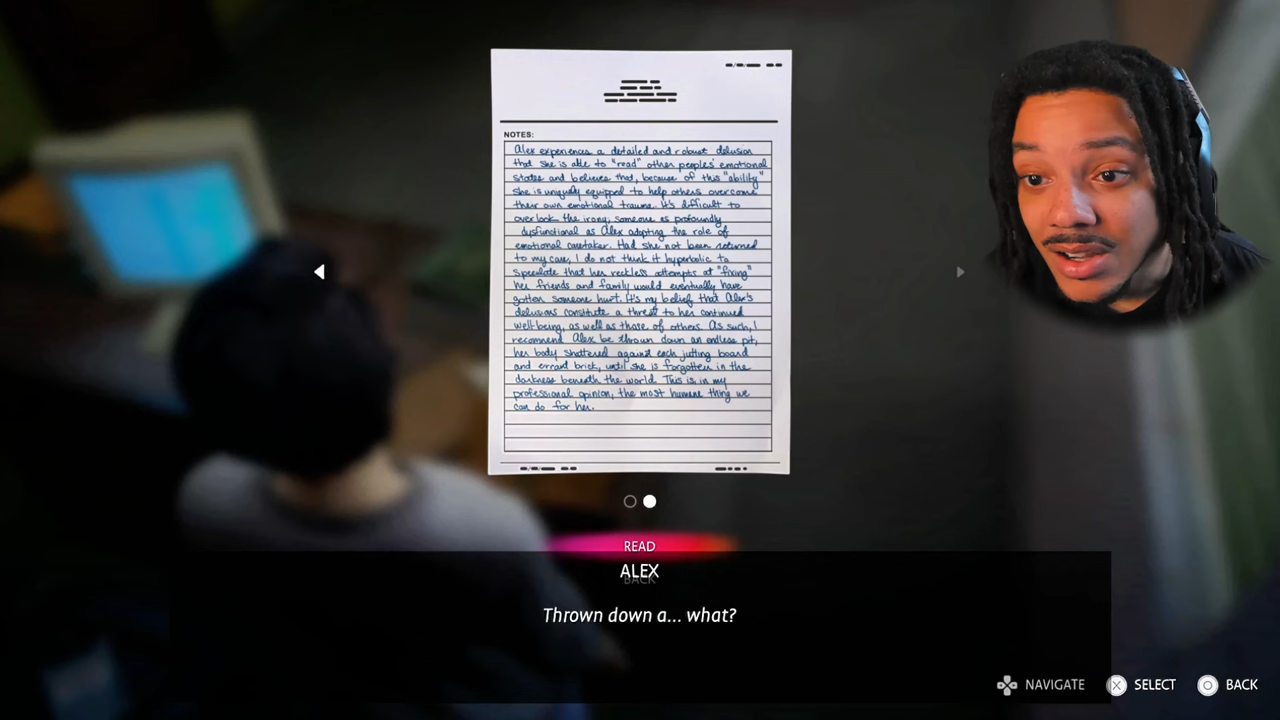 NOTES:
Alex experiences a detailed and robust delusion
that she is able to "read" other peoples' emotional
states and believes that, because of this "ability"
she is uniquely equipped to help others overcome
their own emotional trauma. It's difficult to
overlook the irony; someone as profoundly
dysfunctional as Alex adopting the role of
emotional caretaker. Had she not been returned
to my care, I do not think it hyperbolic to
speculate that her reckless attempts at "fixing"
her friends and family would eventually have
gotten someone hurt. It's my belief that Alex's
delusions constitute a threat to her continued
well-being, as well as those of others. As such, I
recommend Alex be thrown down an endless pit,
her body shattered against each jutting board
and errant brick, until she is forgotten in the
darkness beneath the world. This is in my
professional opinion, the most humane thing we
can do for her.
READ
ALEX
BACK
Thrown down a... what?
NAVIGATE SELECT BACK